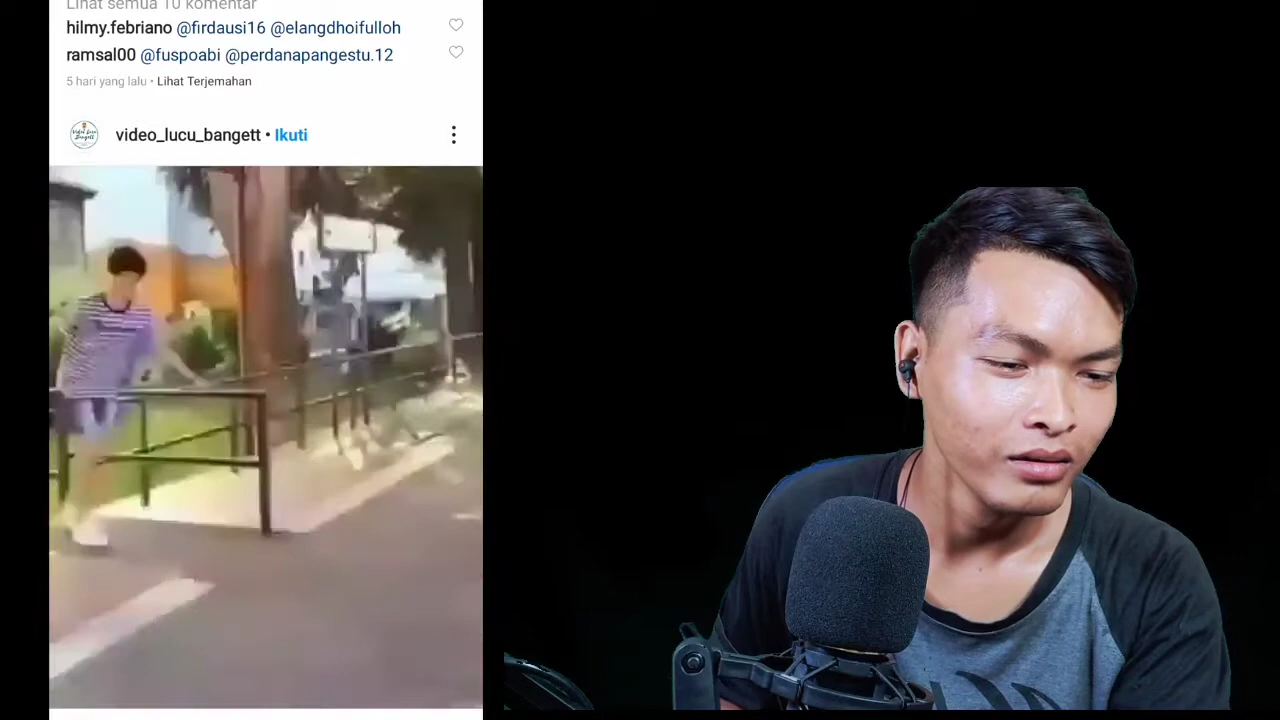 Lihat semua 10 komentar
hilmy.febriano @firdausi16 @elangdhoifulloh
ramsal00 @fuspoabi @perdanapangestu.12
5 hari yang lalu • Lihat Terjemahan
video_lucu_bangett • Ikuti